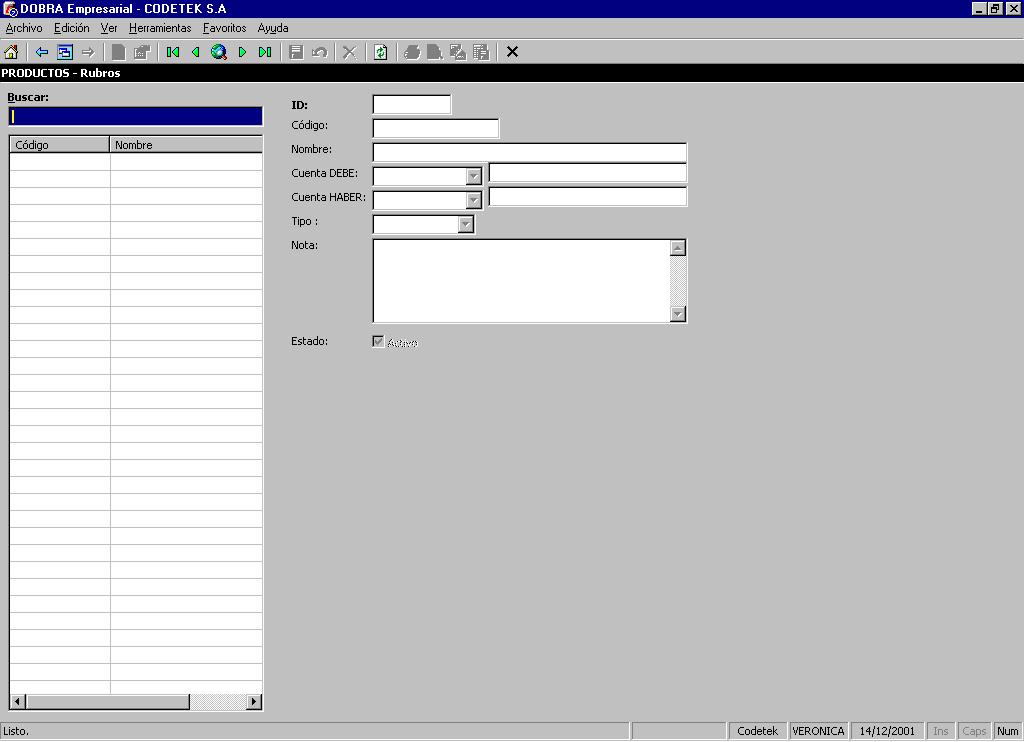 DOBRA Empresarial - CODETEK S.A
Archivo Edición Ver Herramientas Favoritos Ayuda
PRODUCTOS - Rubros
Buscar:
Código Nombre
ID:
Código:
Nombre:
Cuenta DEBE:
Cuenta HABER:
Tipo :
Nota:
Estado: Activo
Listo. Codetek VERONICA 14/12/2001 Ins Caps Num